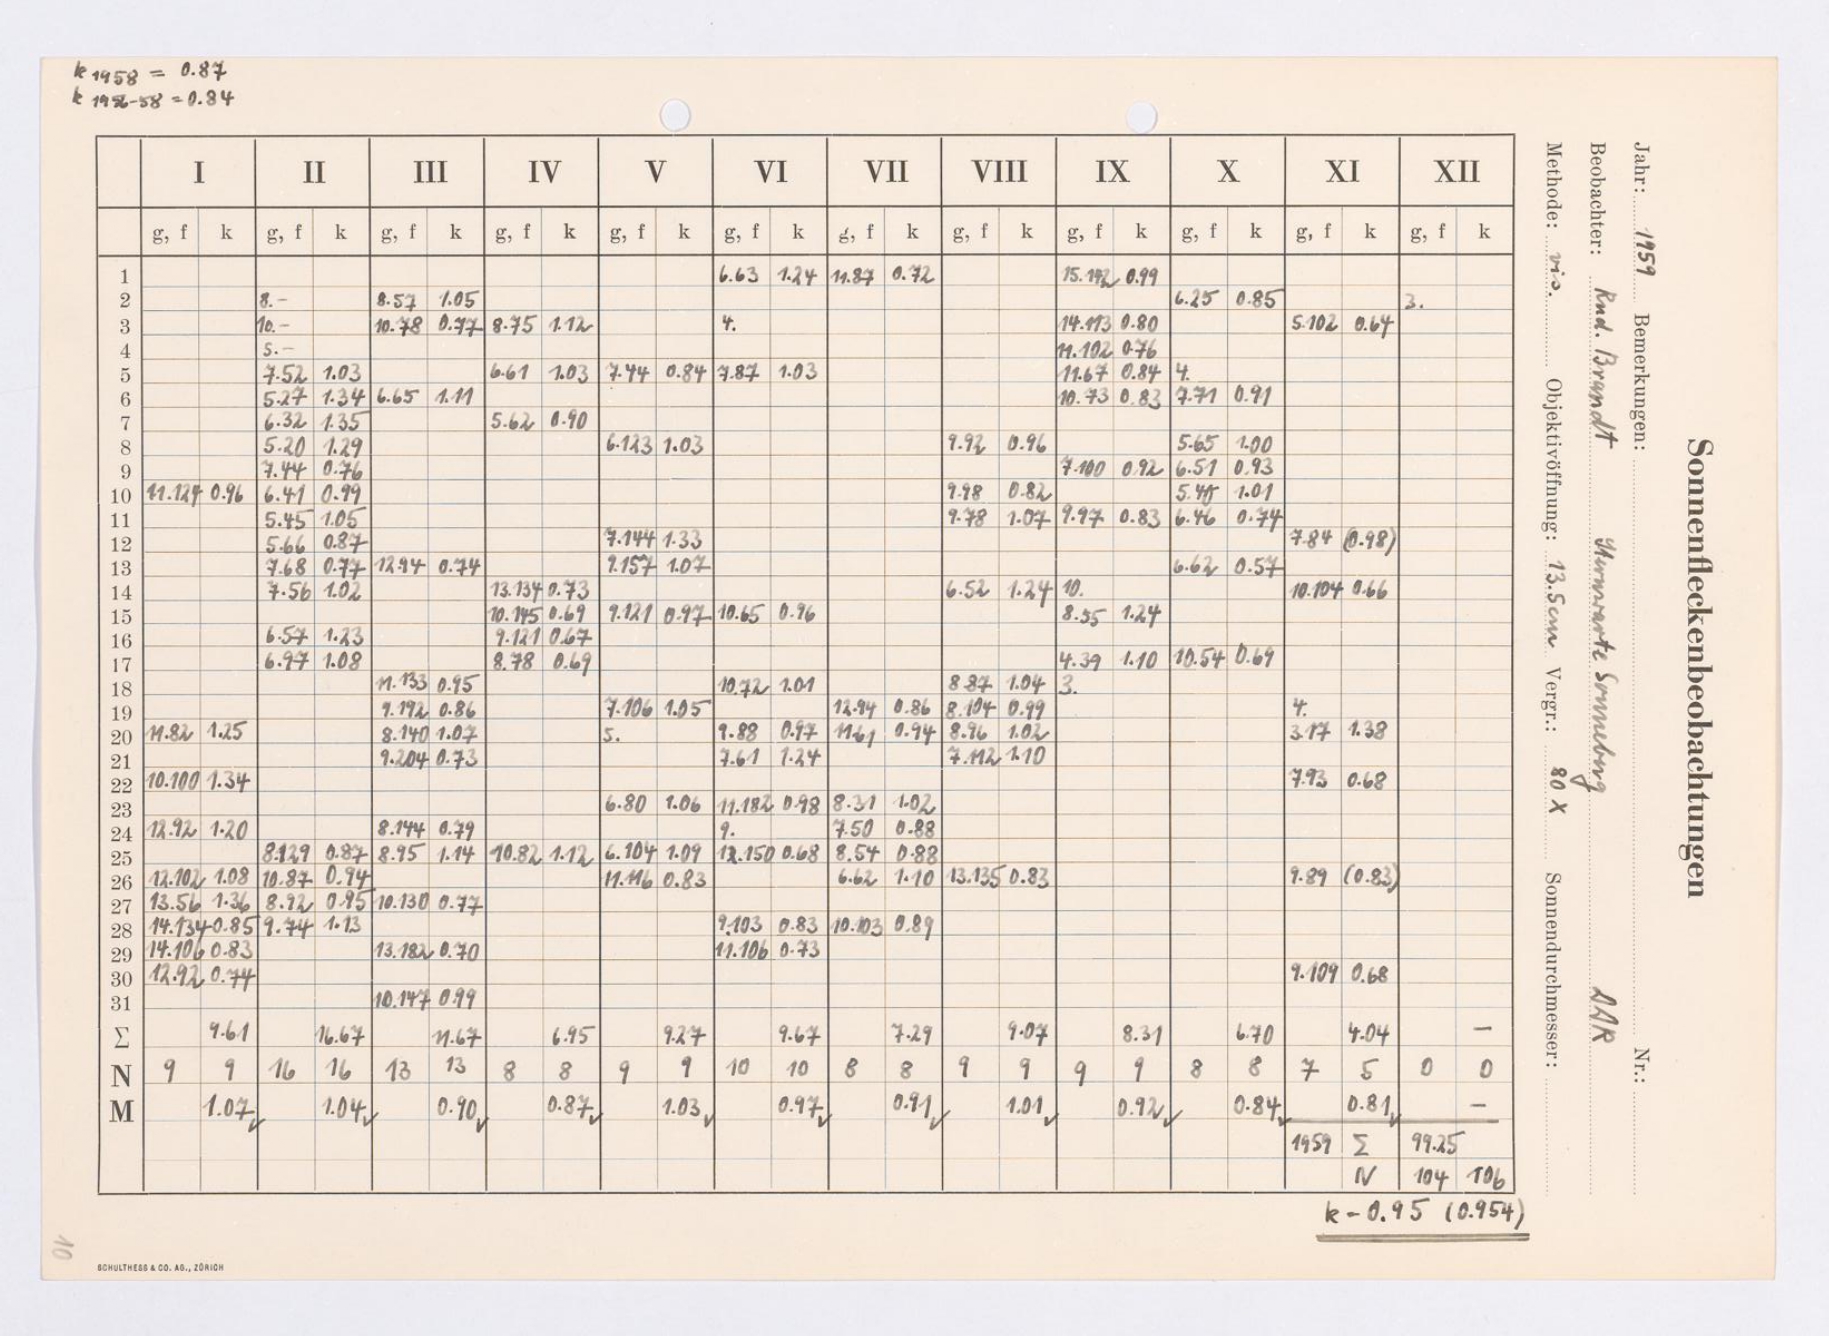 k 1958 = 0.87
k 1956-58 = 0.84
I II III IV V VI VII VIII IX X XI XII
g, f k g, f k g, f k g, f k g, f k g, f k g, f k g, f k g, f k g, f k g, f k g, f k
1 6.63 1.24 11.87 0.72 15.142 0.99
2 8.- 8.57 1.05 6.25 0.85 3.
3 10.- 10.78 0.77 8.75 1.12 4. 14.113 0.80 5.102 0.64
4 5.- 11.102 0.76
5 7.52 1.03 6.61 1.03 7.44 0.84 7.87 1.03 11.67 0.84 4.
6 5.27 1.34 6.65 1.11 10.73 0.83 7.71 0.91
7 6.32 1.35 5.62 0.90
8 5.20 1.29 6.123 1.03 9.92 0.96 5.65 1.00
9 7.44 0.76 7.100 0.92 6.51 0.93
10 11.127 0.96 6.41 0.99 9.98 0.82 1.01
11 5.45 1.05 9.78 1.07 9.97 0.83 6.46 0.74
12 5.66 0.87 7.144 1.33 7.84 (0.98)
13 7.68 0.77 12.94 0.74 9.157 1.07 6.62 0.57
14 7.56 1.02 13.134 0.73 6.52 1.24 10. 10.104 0.66
15 10.145 0.69 9.121 0.97 10.65 0.96 8.55 1.24
16 6.57 1.23 9.121 0.67
17 6.97 1.08 8.78 0.69 4.39 1.10 10.54 0.69
18 11.133 0.95 10.72 1.01 8.87 1.04 3.
19 9.192 0.86 7.106 1.05 12.94 0.86 8.104 0.99 4.
20 11.82 1.25 8.140 1.07 5. 9.88 0.97 11.61 0.94 8.96 1.02 3.17 1.38
21 9.204 0.73 7.61 1.24 7.112 1.10
22 10.100 1.34 7.93 0.68
23 6.80 1.06 11.182 0.98 8.31 1.02
24 12.92 1.20 8.144 0.79 9. 7.50 0.88
25 8.129 0.87 8.95 1.14 10.82 1.12 6.104 1.09 12.150 0.68 8.54 0.88
26 12.102 1.08 10.87 0.94 11.116 0.83 6.62 1.10 13.135 0.83 9.89 (0.83)
27 13.56 1.36 8.92 0.95 10.130 0.77
28 14.134 0.85 9.74 1.13 9.103 0.83 10.103 0.89
29 14.106 0.83 13.182 0.70 11.106 0.73
30 12.92 0.74 9.109 0.68
31 10.147 0.99
Σ 9.61 16.67 11.67 6.95 9.27 9.67 7.29 9.07 8.31 6.70 4.04 —
N 9 9 16 16 13 13 8 8 9 9 10 10 8 8 9 9 9 9 8 8 7 5 0 0
M 1.07 1.04 0.90 0.87 1.03 0.97 0.91 1.01 0.92 0.84 0.81 —
1959 Σ 99.25
N 104 106
k = 0.95 (0.954)
10
SCHULTHESS & CO. AG., ZÜRICH
Sonnenfleckenbeobachtungen
Jahr: 1959 Bemerkungen: Nr.:
Beobachter: Rud. Brandt Sternwarte Sonneberg DAR
Methode: vis. Objektivöffnung: 13.5cm Vergr.: 80 X Sonnendurchmesser: